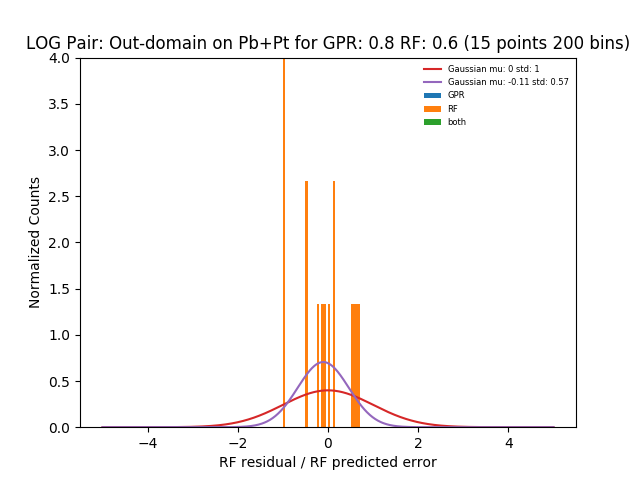 LOG Pair: Out-domain on Pb+Pt for GPR: 0.8 RF: 0.6 (15 points 200 bins)
Gaussian mu: 0 std: 1
Gaussian mu: -0.11 std: 0.57
GPR
RF
both
4.0
3.5
3.0
2.5
2.0
1.5
1.0
0.5
0.0
Normalized Counts
−4
−2
0
2
4
RF residual / RF predicted error